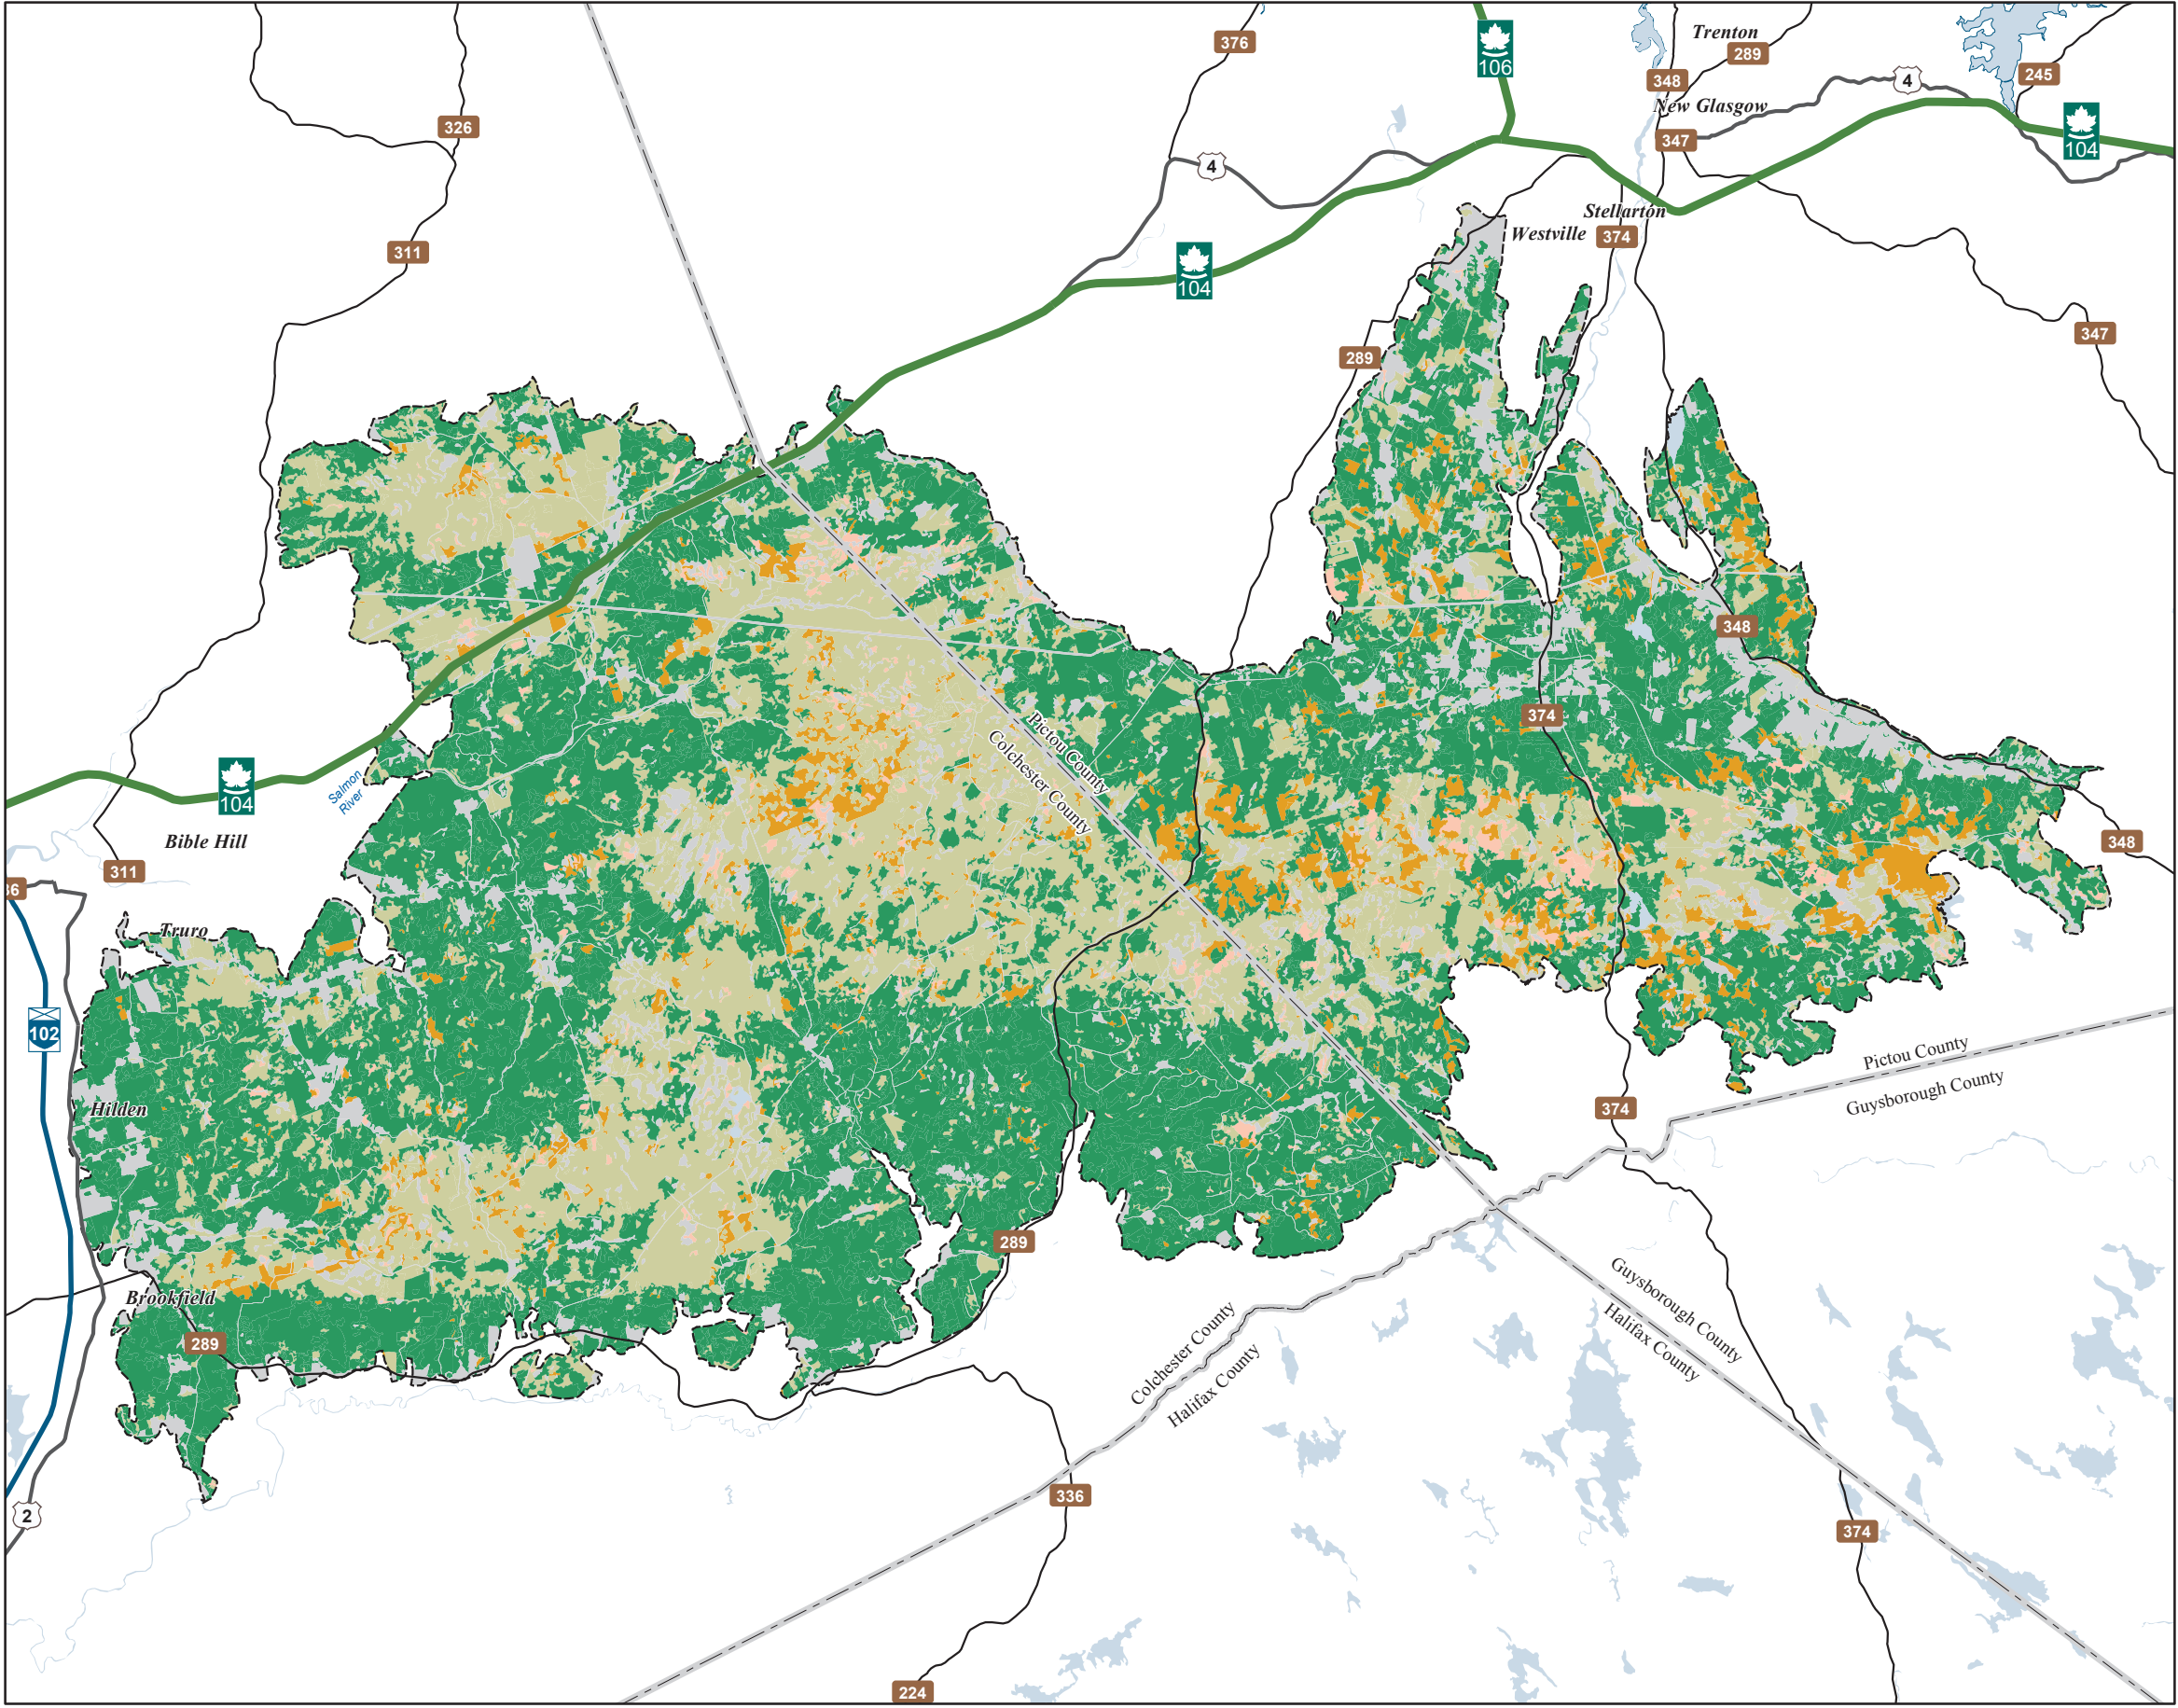 106
Trenton
289
376
348
4
245
New Glasgow
326
347
104
4
Stellarton
Westville
374
311
104
347
289
348
374
Pictou County
Colchester County
104
Salmon
River
Bible Hill
311
348
Truro
102
Hilden
Pictou County
Guysborough County
374
289
Brookfield
289
Guysborough County
Halifax County
Colchester County
Halifax County
336
2
374
224